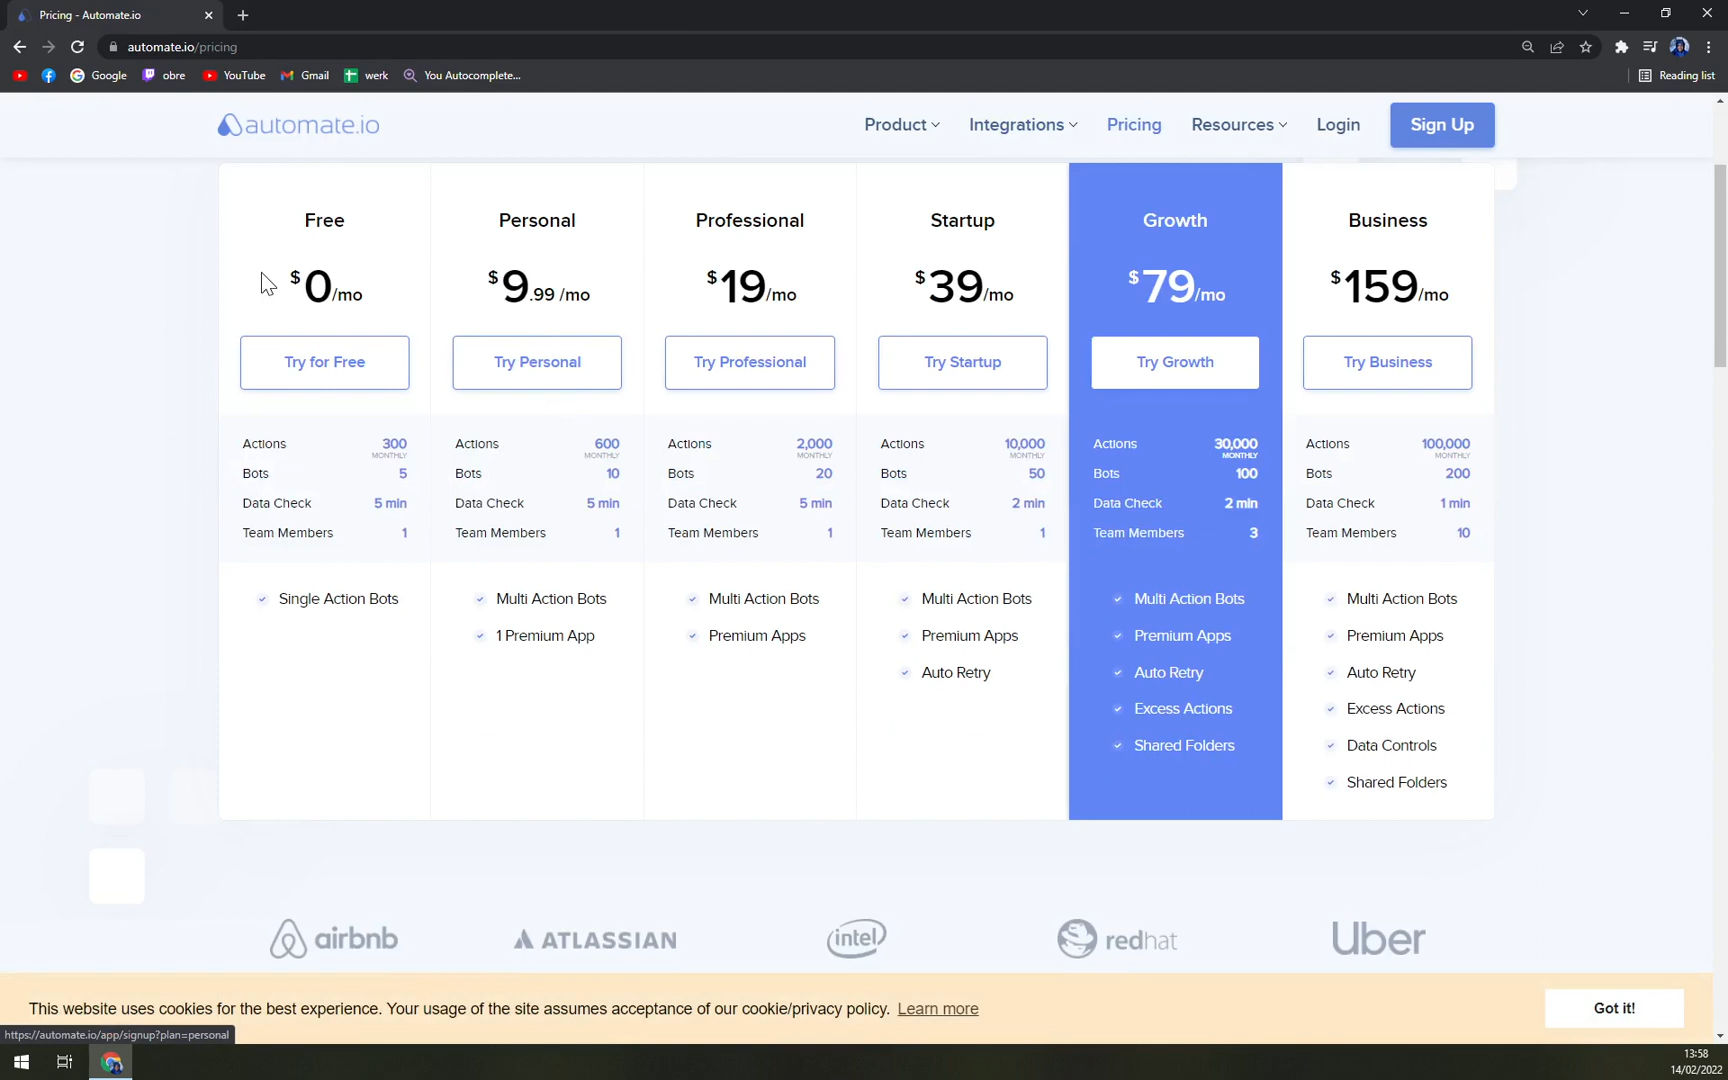 Pricing - Automate.io
automate.io/pricing
Google obre YouTube Gmail werk You Autocomplete... Reading list
automate.io Product Integrations Pricing Resources Login Sign Up
Free Personal Professional Startup Growth Business
$0/mo $9.99 /mo $19/mo $39/mo $79/mo $159/mo
Try for Free Try Personal Try Professional Try Startup Try Growth Try Business
Actions 300 Actions 600 Actions 2,000 Actions 10,000 Actions 30,000 Actions 100,000
MONTHLY MONTHLY MONTHLY MONTHLY MONTHLY MONTHLY
Bots 5 Bots 10 Bots 20 Bots 50 Bots 100 Bots 200
Data Check 5 min Data Check 5 min Data Check 5 min Data Check 2 min Data Check 2 min Data Check 1 min
Team Members 1 Team Members 1 Team Members 1 Team Members 1 Team Members 3 Team Members 10
Single Action Bots Multi Action Bots Multi Action Bots Multi Action Bots Multi Action Bots Multi Action Bots
1 Premium App Premium Apps Premium Apps Premium Apps Premium Apps
Auto Retry Auto Retry Auto Retry
Excess Actions Excess Actions
Shared Folders Data Controls
Shared Folders
airbnb ATLASSIAN intel redhat Uber
This website uses cookies for the best experience. Your usage of the site assumes acceptance of our cookie/privacy policy. Learn more Got it!
https://automate.io/app/signup?plan=personal
13:58
14/02/2022